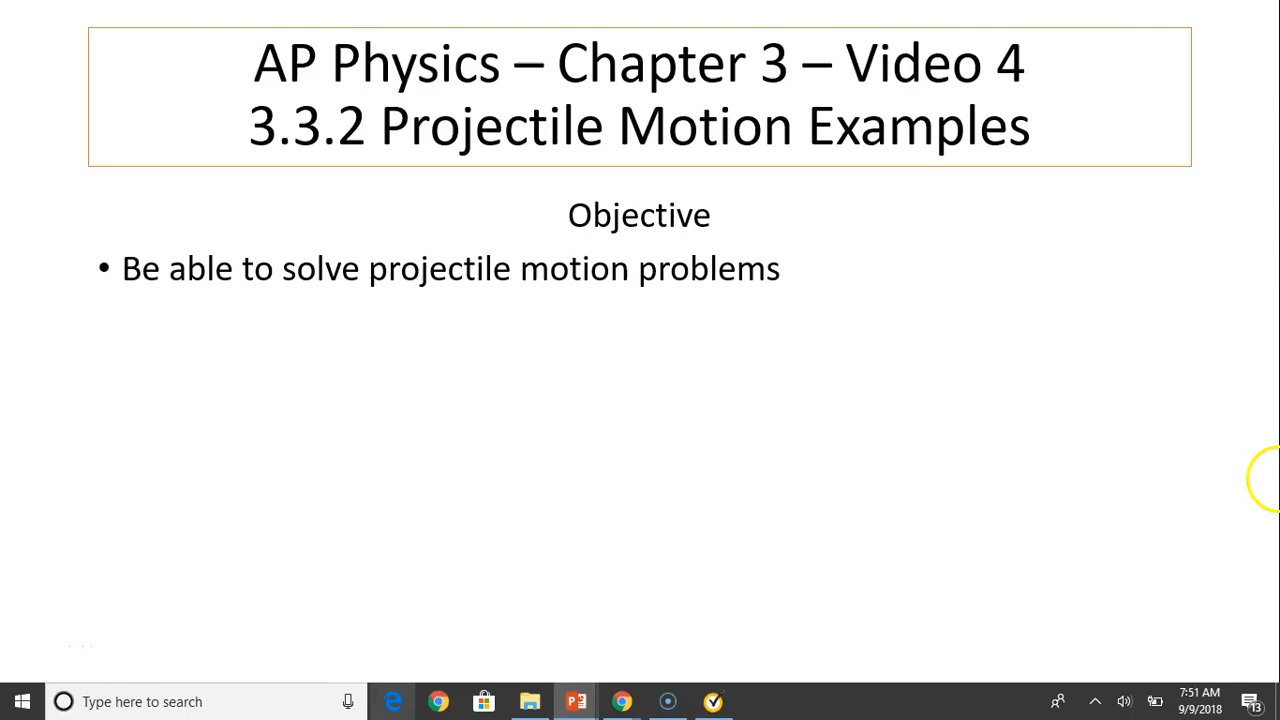 AP Physics – Chapter 3 – Video 4
3.3.2 Projectile Motion Examples
Objective
• Be able to solve projectile motion problems
Type here to search
7:51 AM
9/9/2018
13